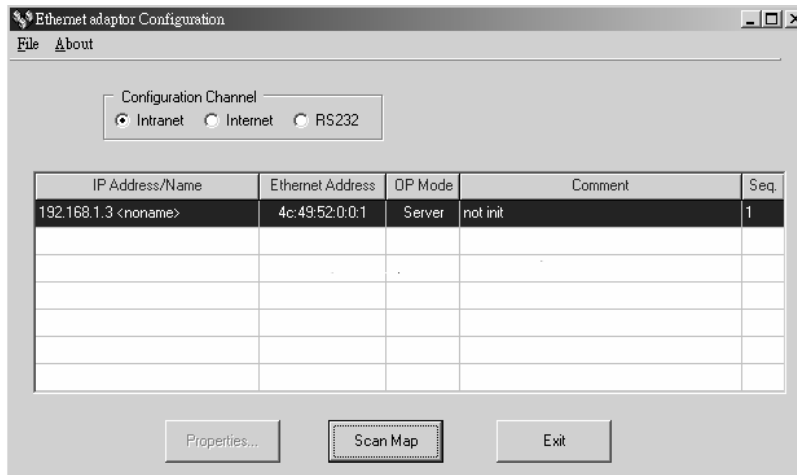 Ethernet adaptor Configuration
File About
Configuration Channel
Intranet Internet RS232
IP Address/Name Ethernet Address OP Mode Comment Seq.
192.168.1.3 <noname> 4c:49:52:0:0:1 Server not init 1
Properties... Scan Map Exit